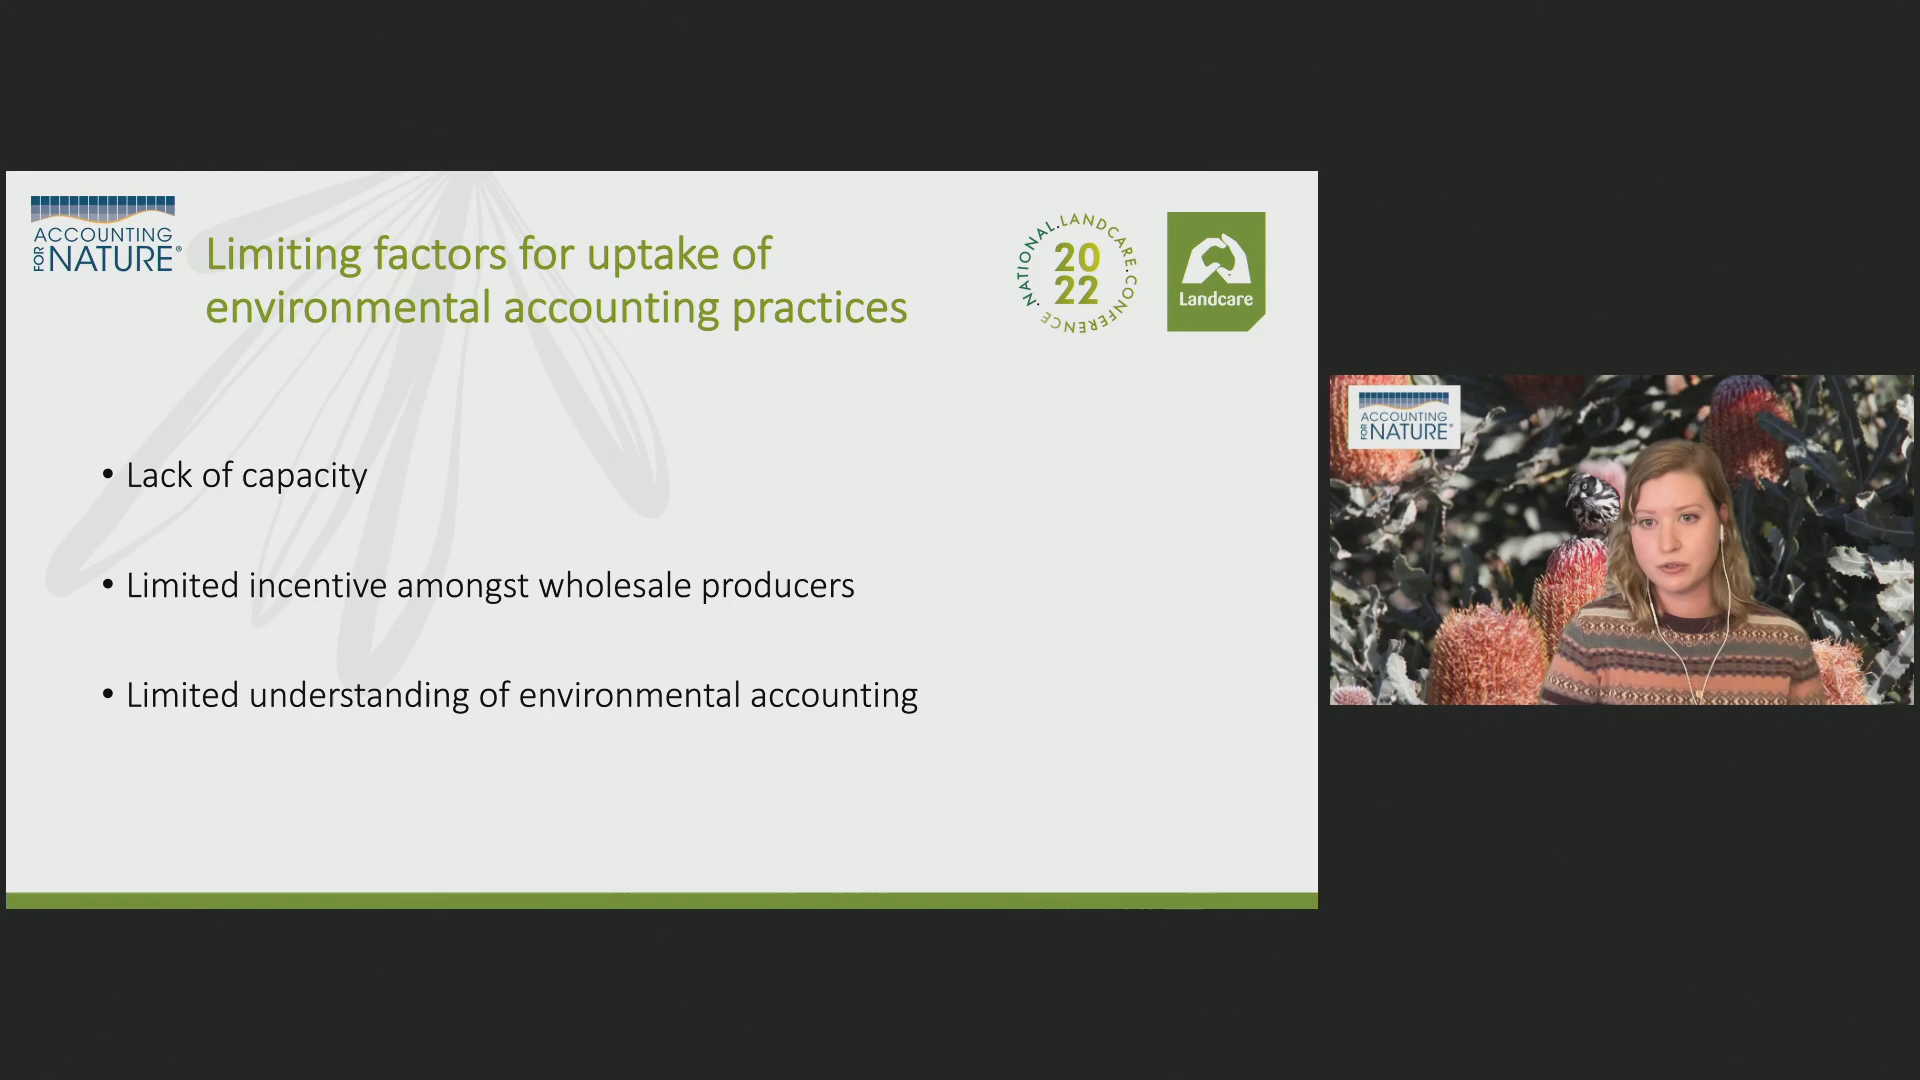 ACCOUNTING
FOR NATURE®
Limiting factors for uptake of
environmental accounting practices
NATIONAL.LANDCARE.CONFERENCE.
20
22
Landcare
• Lack of capacity
• Limited incentive amongst wholesale producers
• Limited understanding of environmental accounting
ACCOUNTING
FOR NATURE®